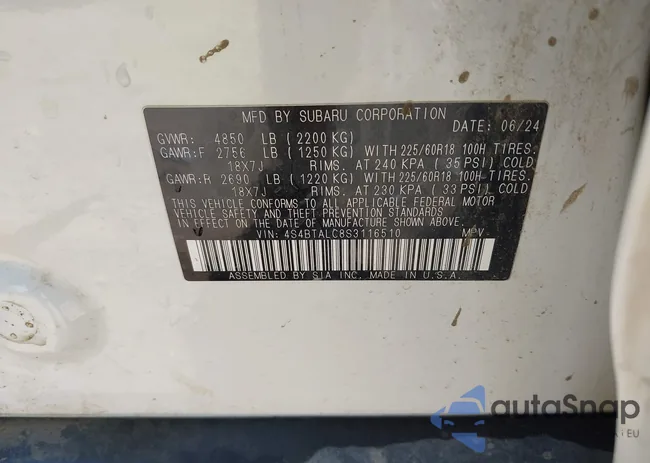 MFD BY SUBARU CORPORATION
DATE: 06/24
GVWR: 4850 LB (2200 KG)
GAWR:F 2756 LB (1250 KG) WITH 225/60R18 100H TIRES.
18X7J RIMS. AT 240 KPA (35 PSI) COLD
GAWR:R 2690 LB (1220 KG) WITH 225/60R18 100H TIRES.
18X7J RIMS. AT 230 KPA (33 PSI) COLD
THIS VEHICLE CONFORMS TO ALL APPLICABLE FEDERAL MOTOR
VEHICLE SAFETY AND THEFT PREVENTION STANDARDS
IN EFFECT ON THE DATE OF MANUFACTURE SHOWN ABOVE.
VIN: 4S4BTALC8S3116510 MPV
ASSEMBLED BY SIA INC. MADE IN U.S.A.
autoSnap
EU